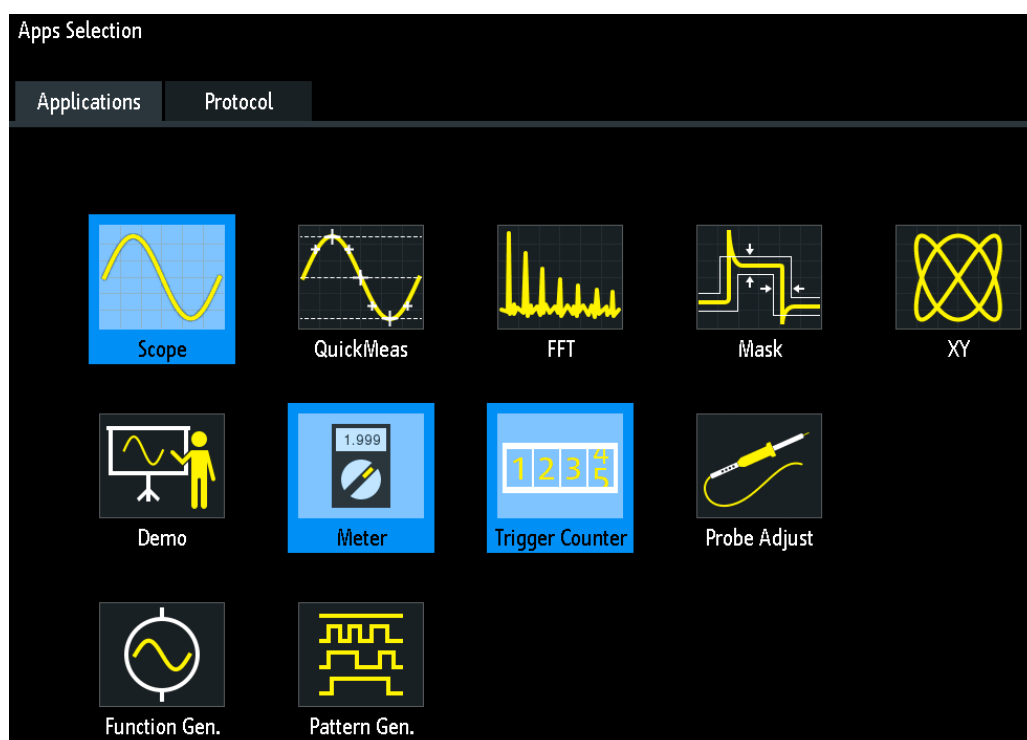 Apps Selection
Applications Protocol
Scope QuickMeas FFT Mask XY
1.999
1 2 3 4 5
Demo Meter Trigger Counter Probe Adjust
Function Gen. Pattern Gen.